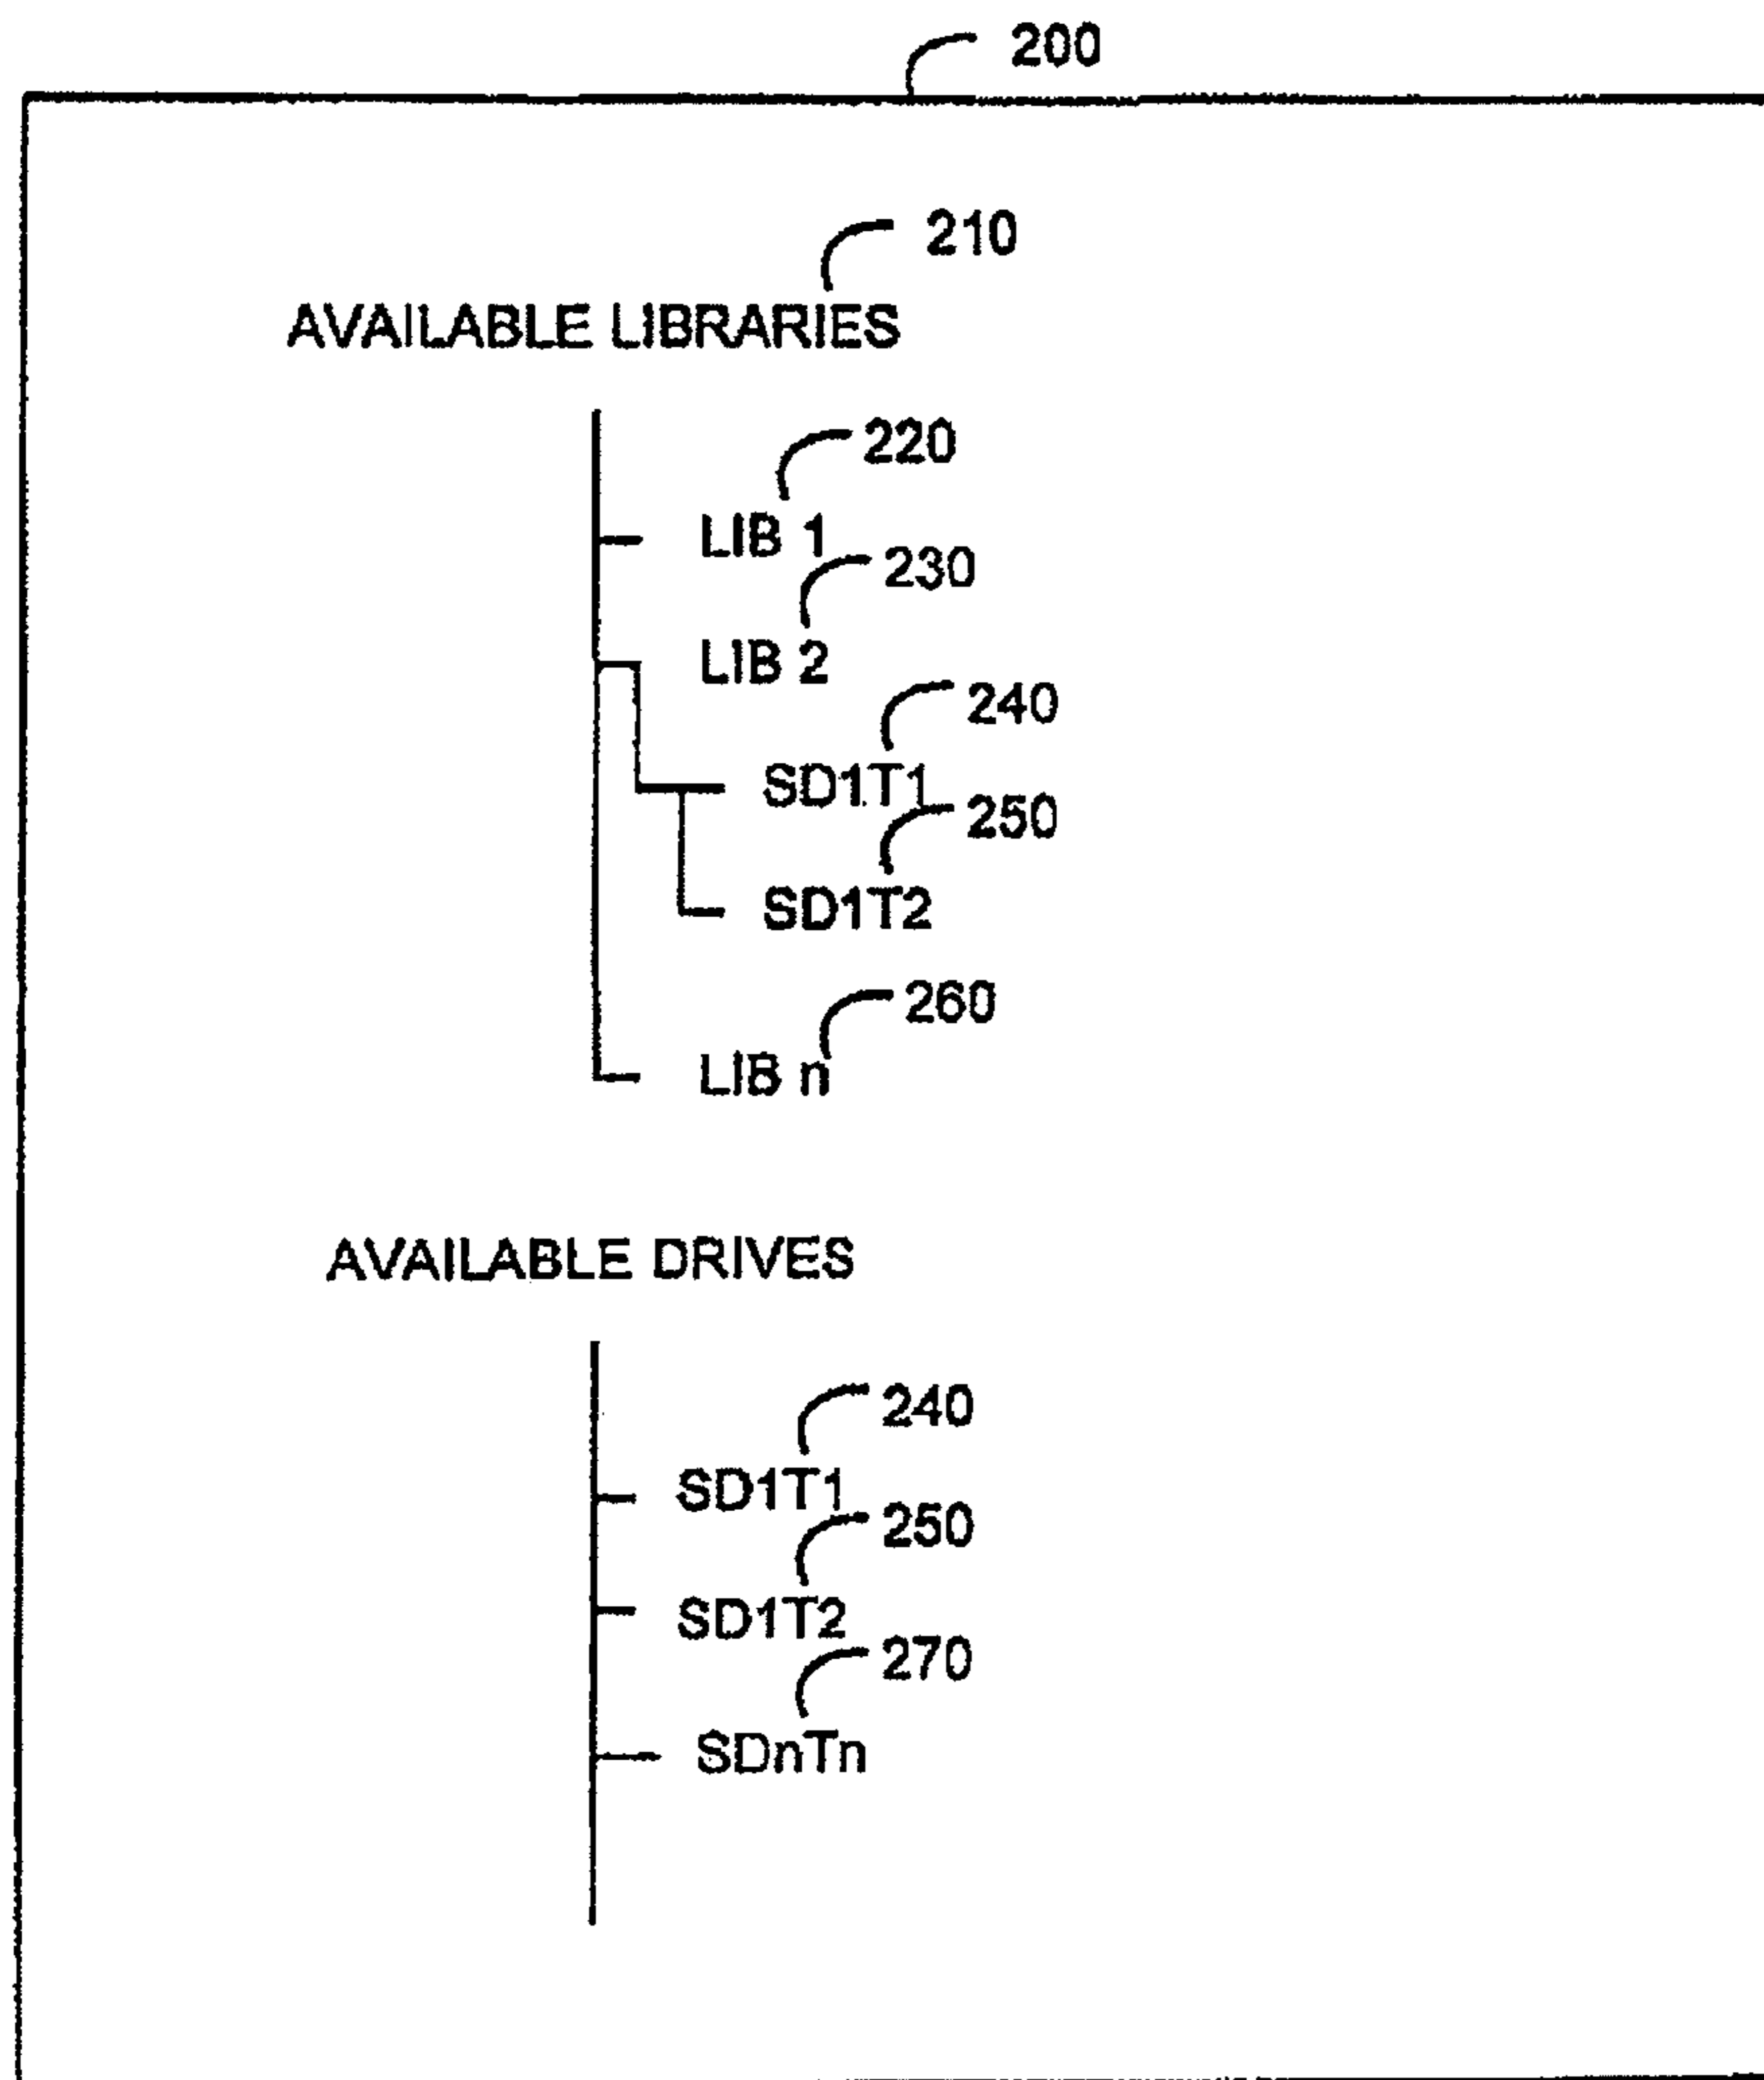 200
210
AVAILABLE LIBRARIES
220
LIB 1
230
LIB 2
240
SD1T1
250
SD1T2
260
LIB n
AVAILABLE DRIVES
240
SD1T1
250
SD1T2
270
SDnTn